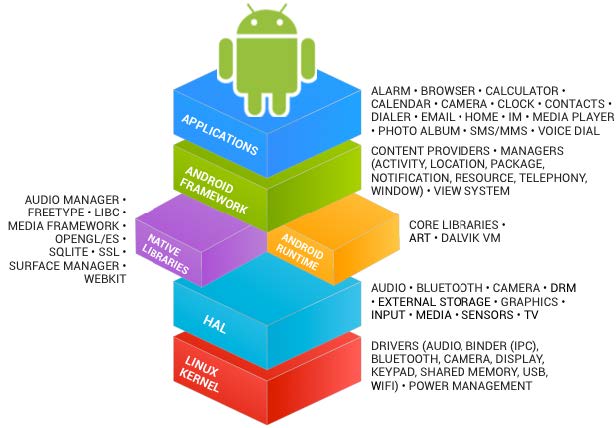 ALARM • BROWSER • CALCULATOR •
CALENDAR • CAMERA • CLOCK • CONTACTS •
DIALER • EMAIL • HOME • IM • MEDIA PLAYER
• PHOTO ALBUM • SMS/MMS • VOICE DIAL
APPLICATIONS
CONTENT PROVIDERS • MANAGERS
(ACTIVITY, LOCATION, PACKAGE,
NOTIFICATION, RESOURCE, TELEPHONY,
WINDOW) • VIEW SYSTEM
ANDROID
FRAMEWORK
AUDIO MANAGER •
FREETYPE • LIBC •
MEDIA FRAMEWORK •
OPENGL/ES •
SQLITE • SSL •
SURFACE MANAGER •
WEBKIT
NATIVE
LIBRARIES
ANDROID
RUNTIME
CORE LIBRARIES •
ART • DALVIK VM
HAL
AUDIO • BLUETOOTH • CAMERA • DRM
• EXTERNAL STORAGE • GRAPHICS •
INPUT • MEDIA • SENSORS • TV
LINUX
KERNEL
DRIVERS (AUDIO, BINDER (IPC),
BLUETOOTH, CAMERA, DISPLAY,
KEYPAD, SHARED MEMORY, USB,
WIFI) • POWER MANAGEMENT